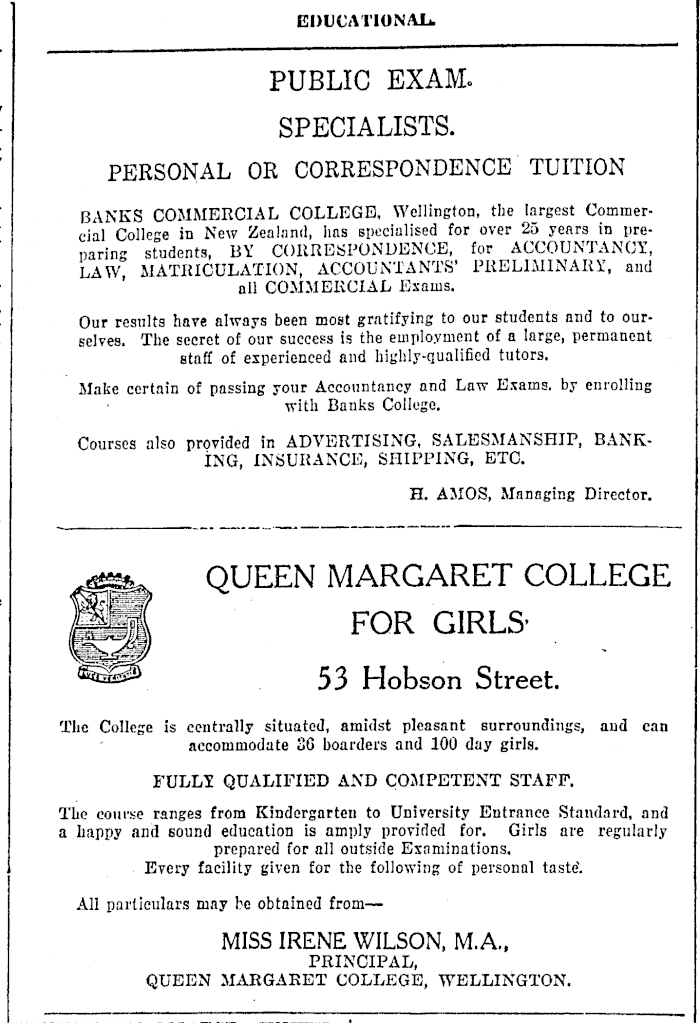 EDUCATIONAL.
PUBLIC EXAM.
SPECIALISTS.
PERSONAL OR CORRESPONDENCE TUITION
BANKS COMMERCIAL COLLEGE, Wellington, the largest Commer-
cial College in New Zealand, has specialised for over 25 years in pre-
paring students, BY CORRESPONDENCE, for ACCOUNTANCY,
LAW, MATRICULATION, ACCOUNTANTS' PRELIMINARY, and
all COMMERCIAL Exams.
Our results have always been most gratifying to our students and to our-
selves. The secret of our success is the employment of a large, permanent
staff of experienced and highly-qualified tutors.
Make certain of passing your Accountancy and Law Exams. by enrolling
with Banks College.
Courses also provided in ADVERTISING, SALESMANSHIP, BANK-
ING, INSURANCE, SHIPPING, ETC.
H. AMOS, Managing Director.
QUEEN MARGARET COLLEGE
FOR GIRLS
53 Hobson Street.
The College is centrally situated, amidst pleasant surroundings, and can
accommodate 36 boarders and 100 day girls.
FULLY QUALIFIED AND COMPETENT STAFF.
The course ranges from Kindergarten to University Entrance Standard, and
a happy and sound education is amply provided for. Girls are regularly
prepared for all outside Examinations.
Every facility given for the following of personal taste.
All particulars may be obtained from—
MISS IRENE WILSON, M.A.,
PRINCIPAL,
QUEEN MARGARET COLLEGE, WELLINGTON.